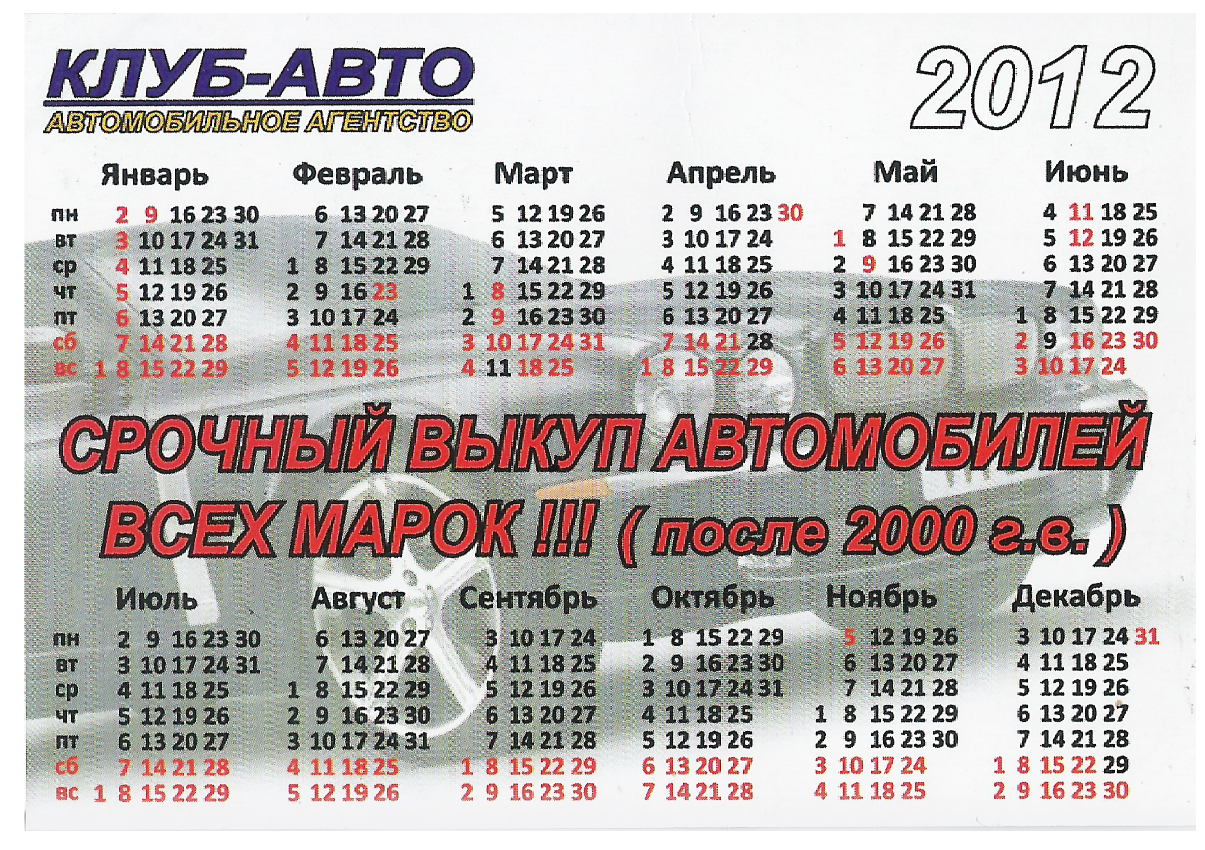 КЛУБ-АВТО 2012
АВТОМОБИЛЬНОЕ АГЕНТСТВО
Январь Февраль Март Апрель Май Июнь
пн 2 9 16 23 30 6 13 20 27 5 12 19 26 2 9 16 23 30 7 14 21 28 4 11 18 25
вт 3 10 17 24 31 7 14 21 28 6 13 20 27 3 10 17 24 1 8 15 22 29 5 12 19 26
ср 4 11 18 25 1 8 15 22 29 7 14 21 28 4 11 18 25 2 9 16 23 30 6 13 20 27
чт 5 12 19 26 2 9 16 23 1 8 15 22 29 5 12 19 26 3 10 17 24 31 7 14 21 28
пт 6 13 20 27 3 10 17 24 2 9 16 23 30 6 13 20 27 4 11 18 25 1 8 15 22 29
сб 7 14 21 28 4 11 18 25 3 10 17 24 31 7 14 21 28 5 12 19 26 2 9 16 23 30
вс 1 8 15 22 29 5 12 19 26 4 11 18 25 1 8 15 22 29 6 13 20 27 3 10 17 24
СРОЧНЫЙ ВЫКУП АВТОМОБИЛЕЙ
ВСЕХ МАРОК !!! ( после 2000 г.в. )
Июль Август Сентябрь Октябрь Ноябрь Декабрь
пн 2 9 16 23 30 6 13 20 27 3 10 17 24 1 8 15 22 29 5 12 19 26 3 10 17 24 31
вт 3 10 17 24 31 7 14 21 28 4 11 18 25 2 9 16 23 30 6 13 20 27 4 11 18 25
ср 4 11 18 25 1 8 15 22 29 5 12 19 26 3 10 17 24 31 7 14 21 28 5 12 19 26
чт 5 12 19 26 2 9 16 23 30 6 13 20 27 4 11 18 25 1 8 15 22 29 6 13 20 27
пт 6 13 20 27 3 10 17 24 31 7 14 21 28 5 12 19 26 2 9 16 23 30 7 14 21 28
сб 7 14 21 28 4 11 18 25 1 8 15 22 29 6 13 20 27 3 10 17 24 1 8 15 22 29
вс 1 8 15 22 29 5 12 19 26 2 9 16 23 30 7 14 21 28 4 11 18 25 2 9 16 23 30